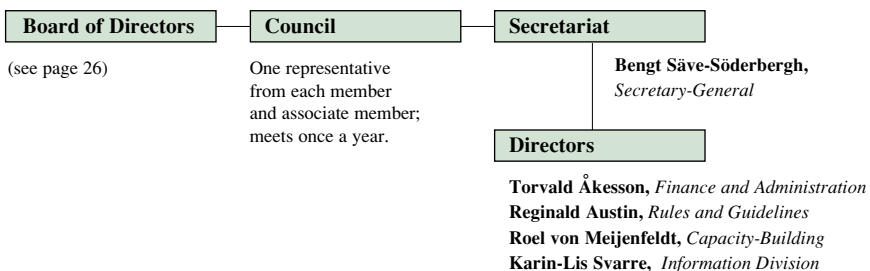 Board of Directors
(see page 26)
Council
One representative
from each member
and associate member;
meets once a year.
Secretariat
Bengt Säve-Söderbergh,
Secretary-General
Directors
Torvald Åkesson, Finance and Administration
Reginald Austin, Rules and Guidelines
Roel von Meijenfeldt, Capacity-Building
Karin-Lis Svarre, Information Division